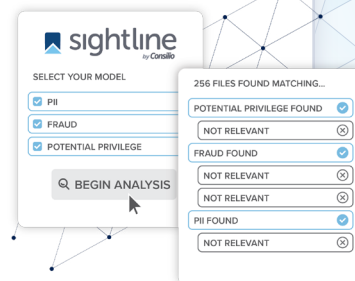 sightline
by Consilio
SELECT YOUR MODEL
PII
FRAUD
POTENTIAL PRIVILEGE
BEGIN ANALYSIS
256 FILES FOUND MATCHING...
POTENTIAL PRIVILEGE FOUND
NOT RELEVANT
FRAUD FOUND
NOT RELEVANT
NOT RELEVANT
PII FOUND
NOT RELEVANT